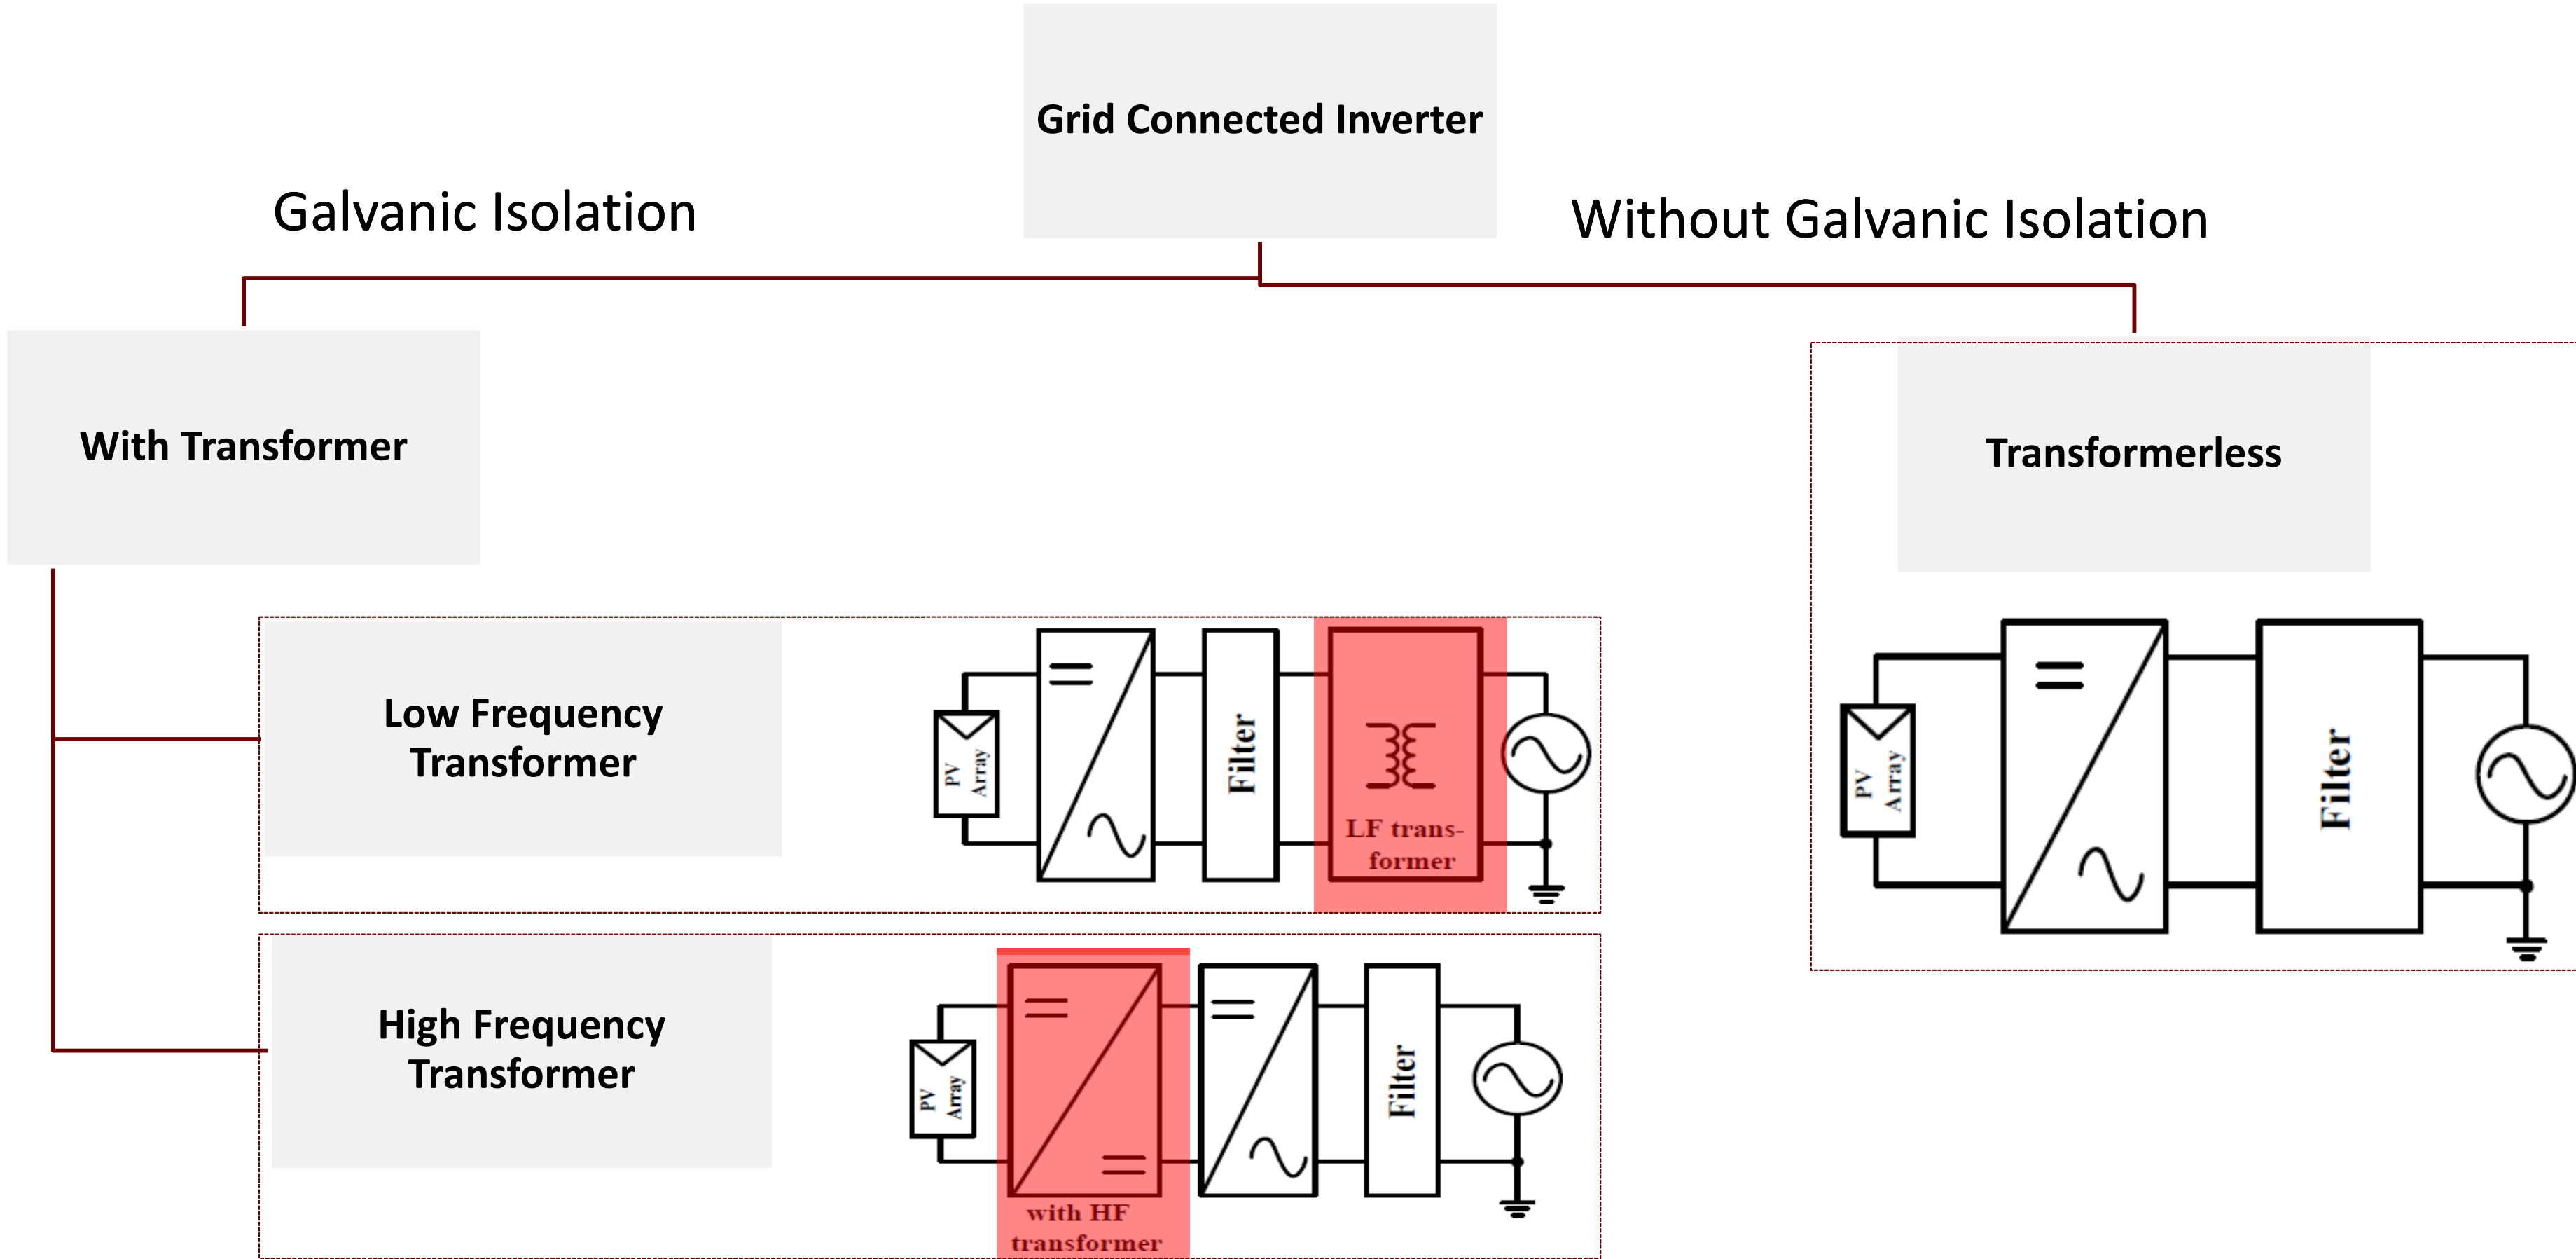 Grid Connected Inverter
Galvanic Isolation
Without Galvanic Isolation
With Transformer
Transformerless
Low Frequency
Transformer
PV
Array
Filter
LF trans-
former
PV
Array
Filter
High Frequency
Transformer
PV
Array
with HF
transformer
Filter